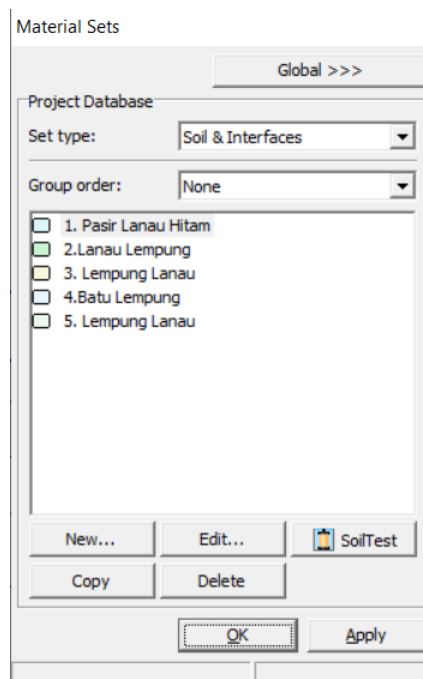 Material Sets
Global >>>
Project Database
Set type: Soil & Interfaces
Group order: None
1. Pasir Lanau Hitam
2.Lanau Lempung
3. Lempung Lanau
4.Batu Lempung
5. Lempung Lanau
New... Edit... SoilTest
Copy Delete
OK Apply